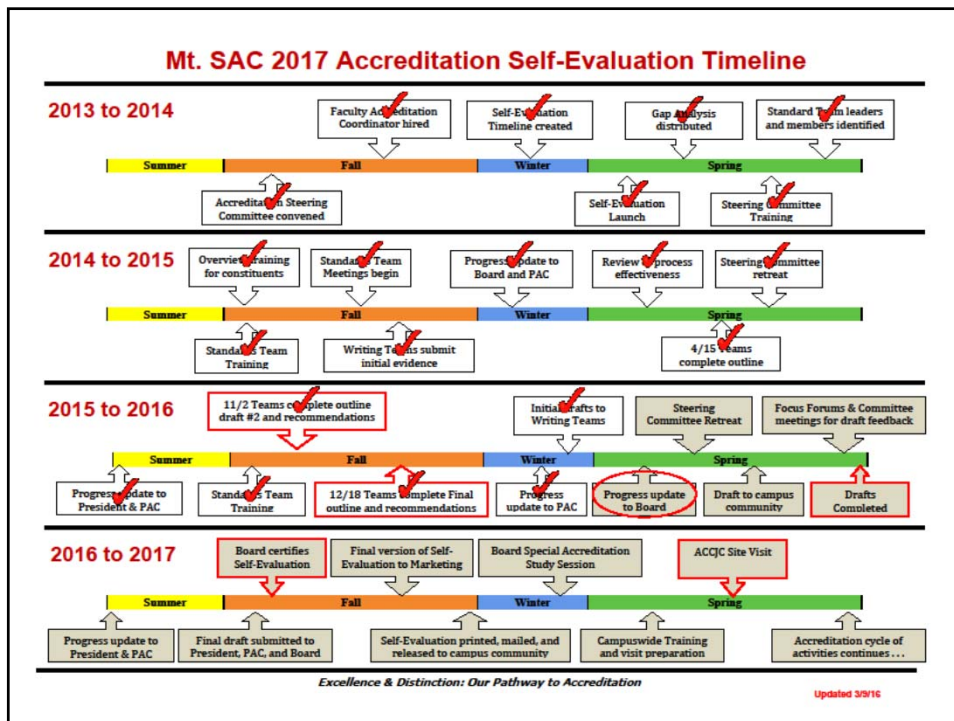 Mt. SAC 2017 Accreditation Self-Evaluation Timeline
2013 to 2014
Faculty Accreditation
Coordinator hired
Self-Evaluation
Timeline created
Gap Analysis
distributed
Standard Team leaders
and members identified
Summer
Fall
Winter
Spring
Accreditation Steering
Committee convened
Self-Evaluation
Launch
Steering Committee
Training
2014 to 2015
Overview training
for constituents
Standards Team
Meetings begin
Progress Update to
Board and PAC
Review of process
effectiveness
Steering Committee
retreat
Summer
Fall
Winter
Spring
Standards Team
Training
Writing Teams submit
initial evidence
4/15 Teams
complete outline
2015 to 2016
11/2 Teams complete outline
draft #2 and recommendations
Initial drafts to
Writing Teams
Steering
Committee Retreat
Focus Forums & Committee
meetings for draft feedback
Summer
Fall
Winter
Spring
Progress Update to
President & PAC
Standards Team
Training
12/18 Teams complete Final
outline and recommendations
Progress
update to PAC
Progress update
to Board
Draft to campus
community
Drafts
Completed
2016 to 2017
Board certifies
Self-Evaluation
Final version of Self-
Evaluation to Marketing
Board Special Accreditation
Study Session
ACCJC Site Visit
Summer
Fall
Winter
Spring
Progress update to
President & PAC
Final draft submitted to
President, PAC, and Board
Self-Evaluation printed, mailed, and
released to campus community
Campuswide Training
and visit preparation
Accreditation cycle of
activities continues . . .
Excellence & Distinction: Our Pathway to Accreditation
Updated 3/9/16